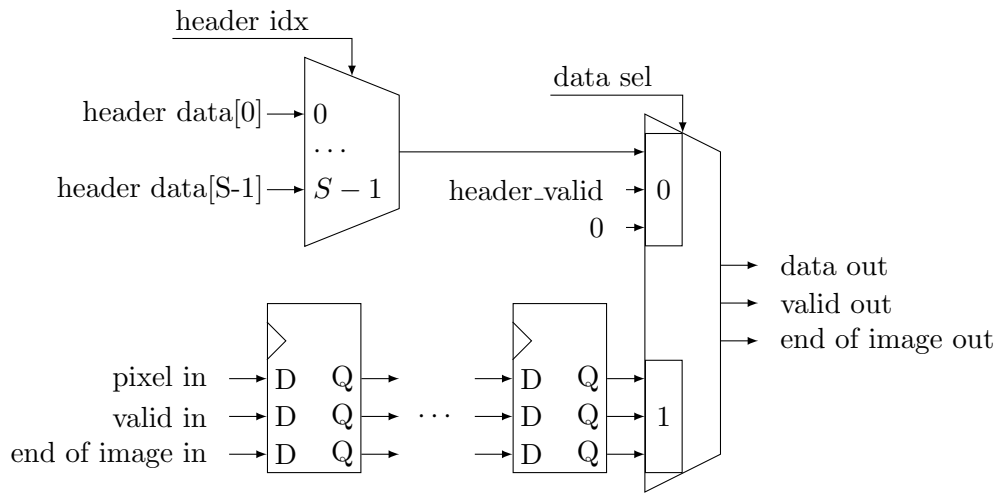 header idx
header data[0]
0
...
header data[S-1]
S − 1
data sel
header_valid
0
0
data out
valid out
end of image out
pixel in
D
Q
D
Q
valid in
D
Q
...
D
Q
1
end of image in
D
Q
D
Q